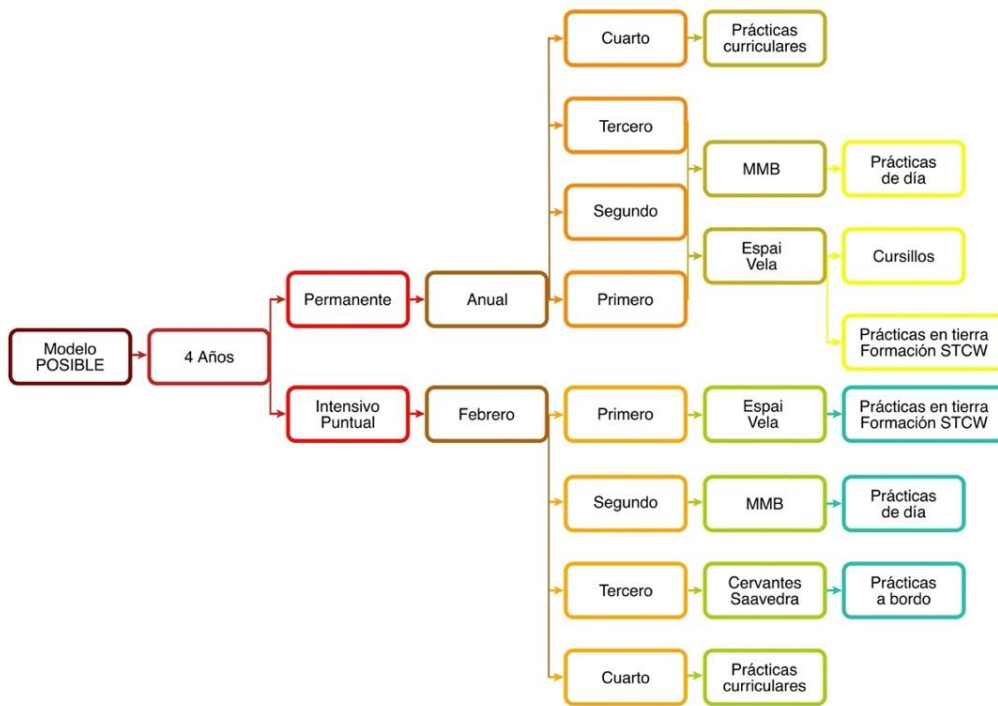 Cuarto
Prácticas
curriculares
Tercero
MMB
Prácticas
de día
Segundo
Espai
Vela
Cursillos
Permanente
Anual
Primero
Modelo
POSIBLE
4 Años
Prácticas en tierra
Formación STCW
Intensivo
Puntual
Febrero
Primero
Espai
Vela
Prácticas en tierra
Formación STCW
Segundo
MMB
Prácticas
de día
Tercero
Cervantes
Saavedra
Prácticas
a bordo
Cuarto
Prácticas
curriculares